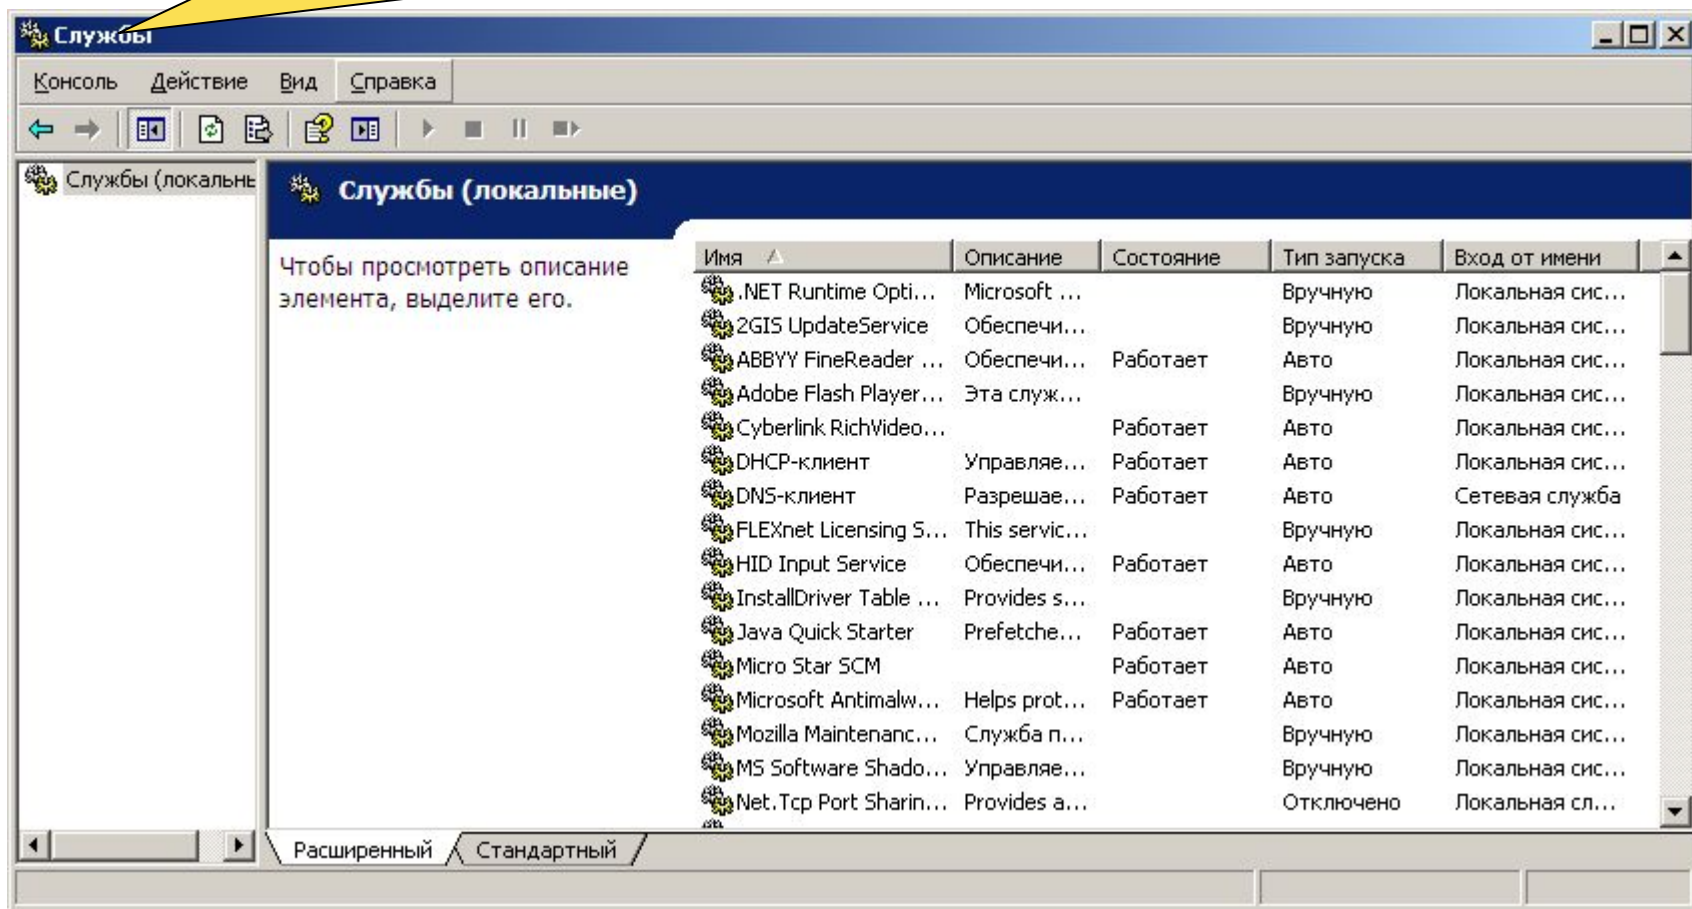 Службы
Консоль Действие Вид Справка
Службы (локальнь
Службы (локальные)
Чтобы просмотреть описание
элемента, выделите его.
Имя Описание Состояние Тип запуска Вход от имени
.NET Runtime Opti... Microsoft ... Вручную Локальная сис...
2GIS UpdateService Обеспечи... Вручную Локальная сис...
ABBYY FineReader ... Обеспечи... Работает Авто Локальная сис...
Adobe Flash Player... Эта служ... Вручную Локальная сис...
Cyberlink RichVideo... Работает Авто Локальная сис...
DHCP-клиент Управляе... Работает Авто Локальная сис...
DNS-клиент Разрешае... Работает Авто Сетевая служба
FLEXnet Licensing S... This servic... Вручную Локальная сис...
HID Input Service Обеспечи... Работает Авто Локальная сис...
InstallDriver Table ... Provides s... Вручную Локальная сис...
Java Quick Starter Prefetche... Работает Авто Локальная сис...
Micro Star SCM Работает Авто Локальная сис...
Microsoft Antimalw... Helps prot... Работает Авто Локальная сис...
Mozilla Maintenanc... Служба п... Вручную Локальная сис...
MS Software Shado... Управляе... Вручную Локальная сис...
Net.Tcp Port Sharin... Provides a... Отключено Локальная сл...
Расширенный Стандартный